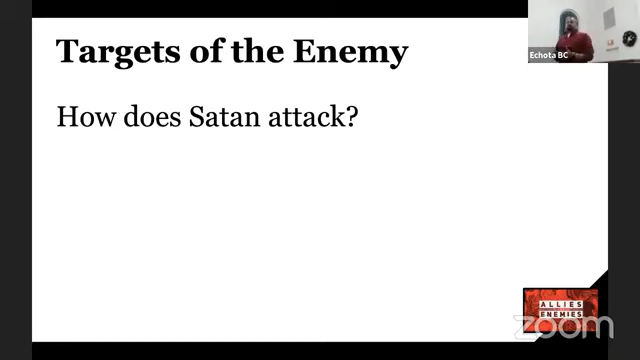 Targets of the Enemy
How does Satan attack?
Echota BC
ALLIES
ENEMIES
zoom